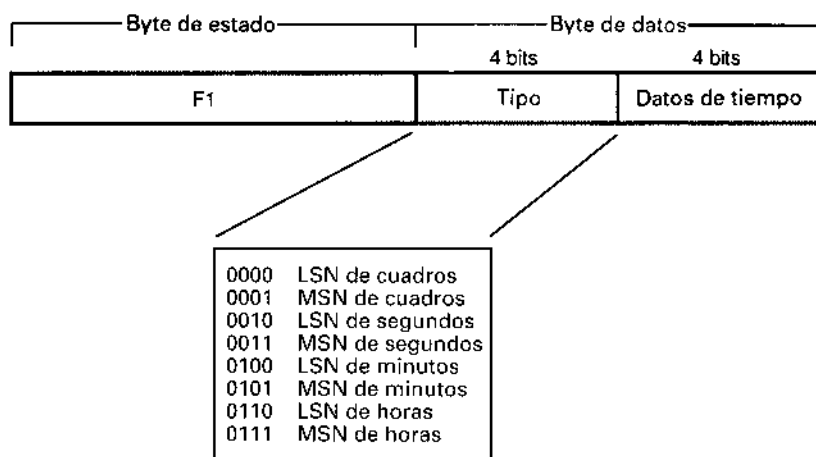 Byte de estado Byte de datos
4 bits 4 bits
F1 Tipo Datos de tiempo
0000 LSN de cuadros
0001 MSN de cuadros
0010 LSN de segundos
0011 MSN de segundos
0100 LSN de minutos
0101 MSN de minutos
0110 LSN de horas
0111 MSN de horas